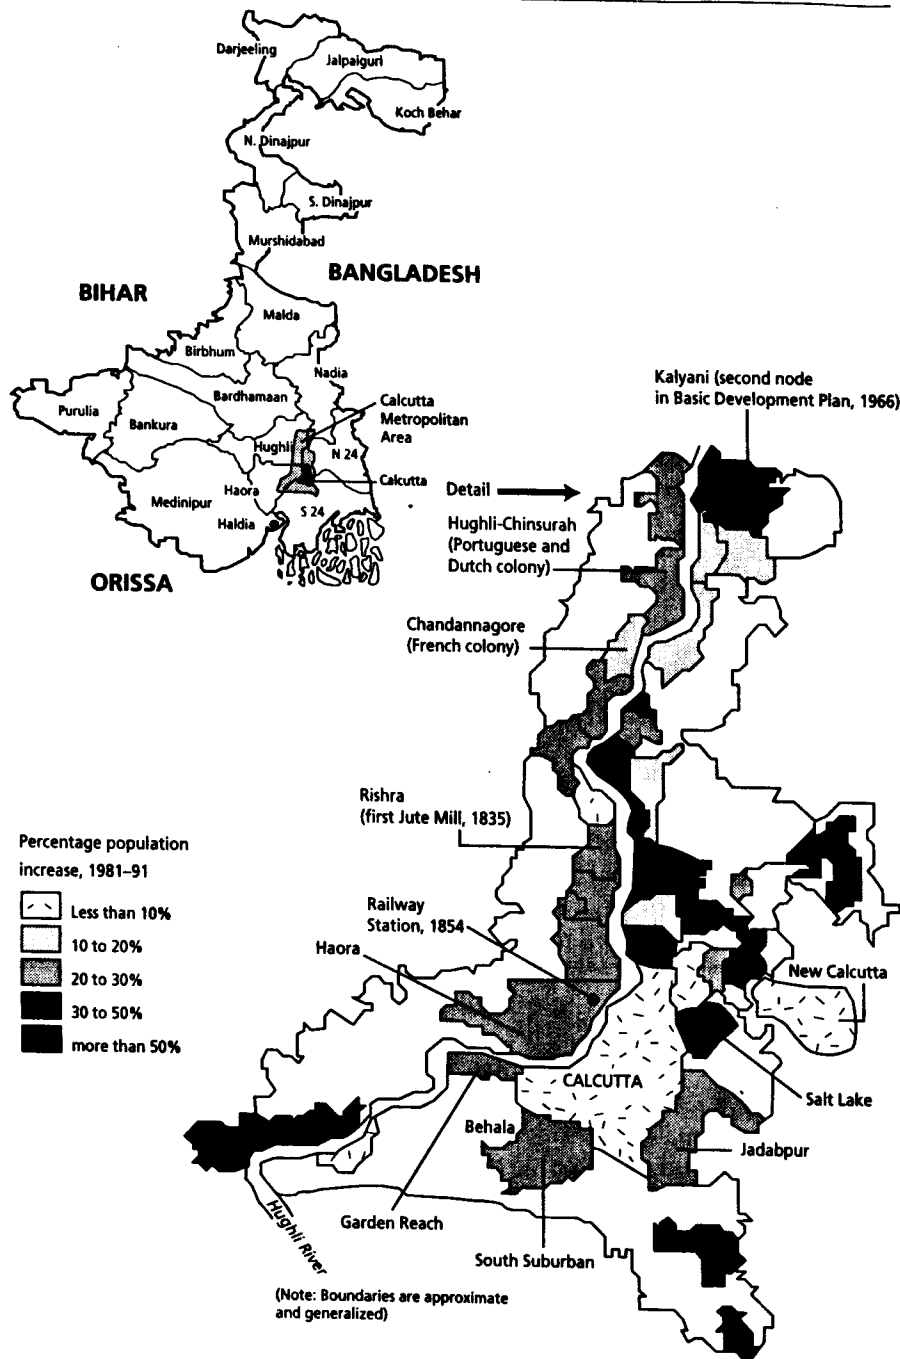 Darjeeling
Jalpaiguri
Koch Behar
N. Dinajpur
S. Dinajpur
Murshidabad
BANGLADESH
BIHAR
Malda
Birbhum
Nadia
Bardhamaan
Purulia
Bankura
Calcutta
Metropolitan
Area
Hughli
N 24
Calcutta
Medinipur
Haora
Haldia
S 24
ORISSA
Kalyani (second node
in Basic Development Plan, 1966)
Detail
Hughli-Chinsurah
(Portuguese and
Dutch colony)
Chandannagore
(French colony)
Rishra
(first Jute Mill, 1835)
Percentage population
increase, 1981–91
Less than 10%
10 to 20%
20 to 30%
30 to 50%
more than 50%
Railway
Station, 1854
Haora
New Calcutta
CALCUTTA
Salt Lake
Behala
Jadabpur
Garden Reach
South Suburban
Hughli River
(Note: Boundaries are approximate
and generalized)